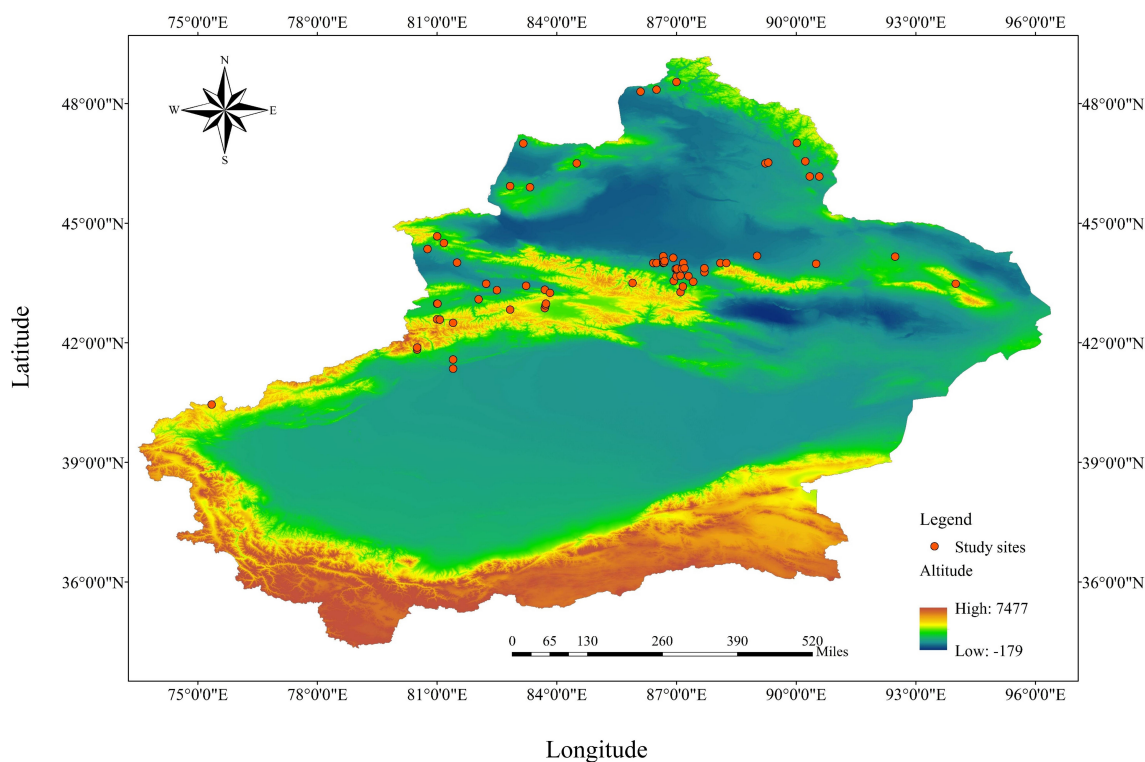 75°0'0"E 78°0'0"E 81°0'0"E 84°0'0"E 87°0'0"E 90°0'0"E 93°0'0"E 96°0'0"E
N
W E
S
48°0'0"N 48°0'0"N
45°0'0"N 45°0'0"N
42°0'0"N 42°0'0"N
39°0'0"N 39°0'0"N
36°0'0"N 36°0'0"N
Latitude
Legend
Study sites
Altitude
High: 7477
Low: -179
0 65 130 260 390 520
Miles
75°0'0"E 78°0'0"E 81°0'0"E 84°0'0"E 87°0'0"E 90°0'0"E 93°0'0"E 96°0'0"E
Longitude